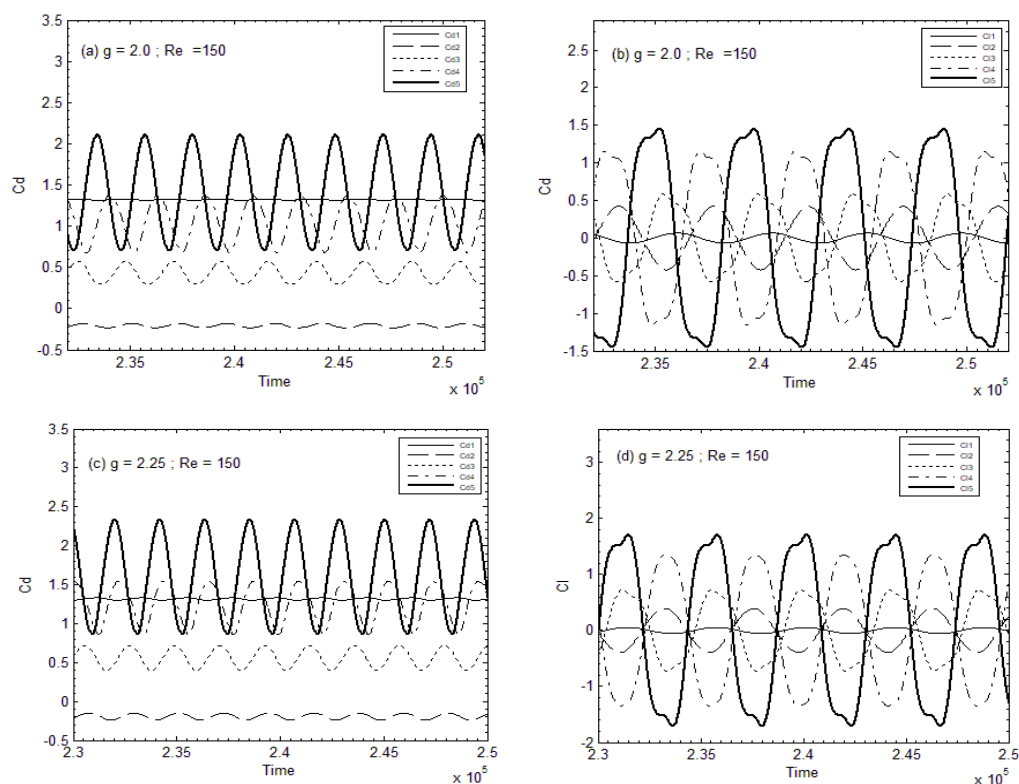 (a) g = 2.0 ; Re =150
Cd1
Cd2
Cd3
Cd4
Cd5
3.5
3
2.5
2
1.5
1
0.5
0
-0.5
Cd
2.35
2.4
2.45
2.5
Time
x 10^5
(b) g = 2.0 ; Re =150
Cl1
Cl2
Cl3
Cl4
Cl5
2.5
2
1.5
1
0.5
0
-0.5
-1
-1.5
Cd
2.35
2.4
2.45
2.5
Time
x 10^5
(c) g = 2.25 ; Re = 150
Cd1
Cd2
Cd3
Cd4
Cd5
3.5
3
2.5
2
1.5
1
0.5
0
-0.5
Cd
2.3
2.35
2.4
2.45
2.5
Time
x 10^5
(d) g = 2.25 ; Re = 150
Cl1
Cl2
Cl3
Cl4
Cl5
3
2
1
0
-1
-2
Cl
2.3
2.35
2.4
2.45
2.5
Time
x 10^5